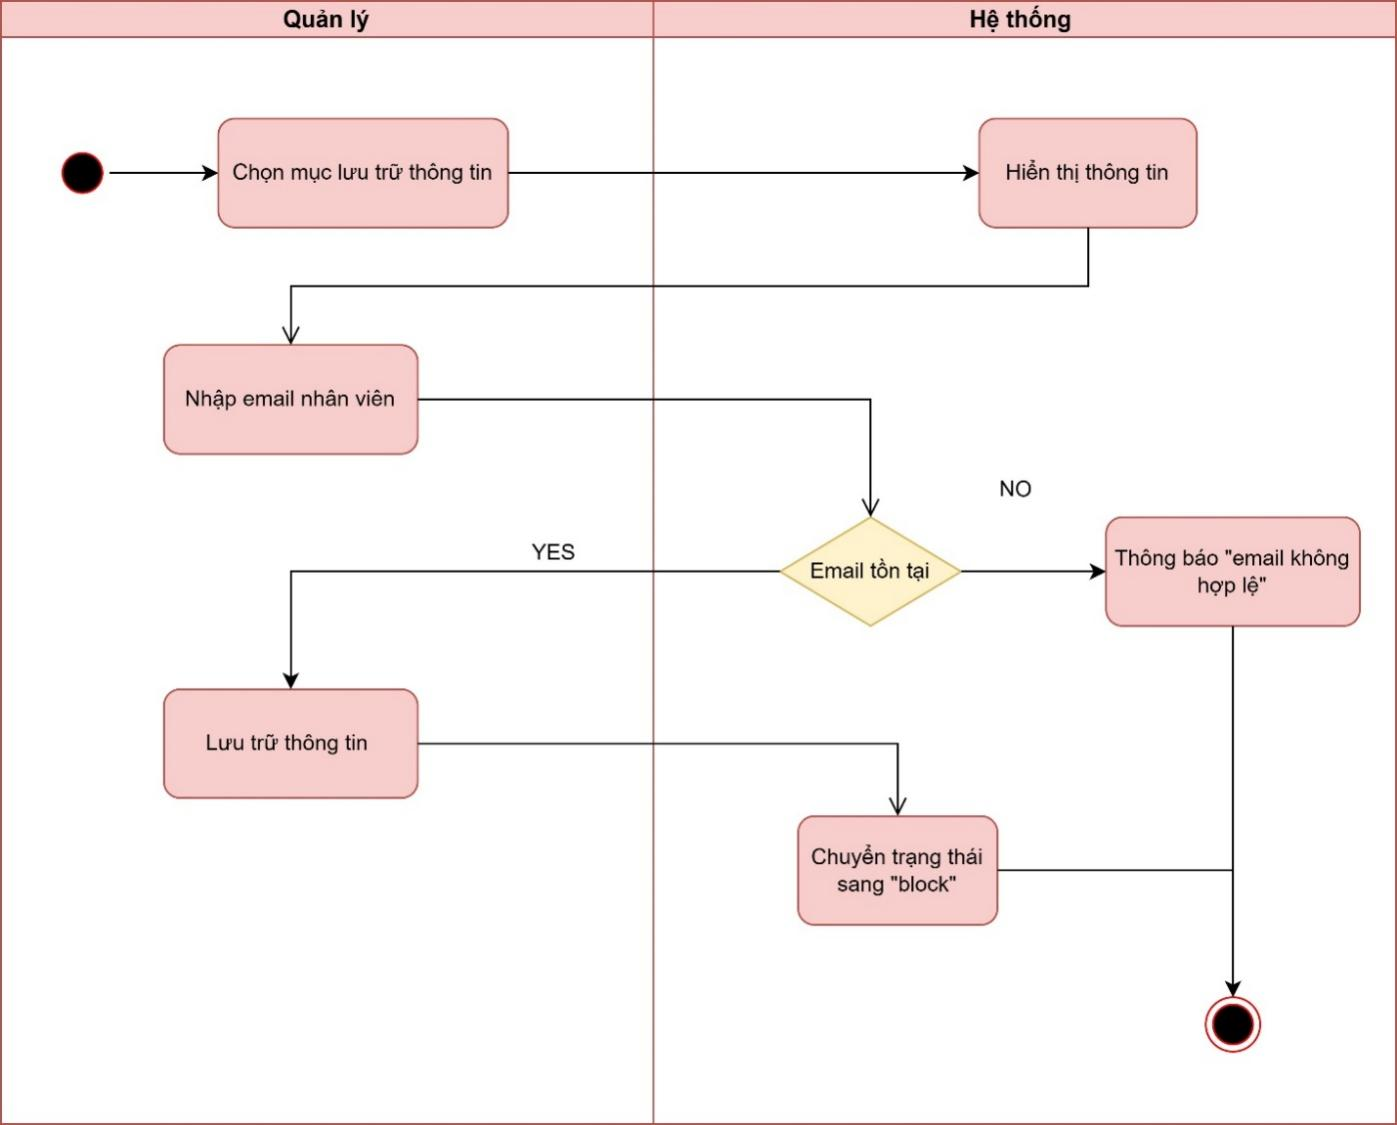 Quản lý
Hệ thống
Chọn mục lưu trữ thông tin
Hiển thị thông tin
Nhập email nhân viên
NO
YES
Email tồn tại
Thông báo "email không
hợp lệ"
Lưu trữ thông tin
Chuyển trạng thái
sang "block"